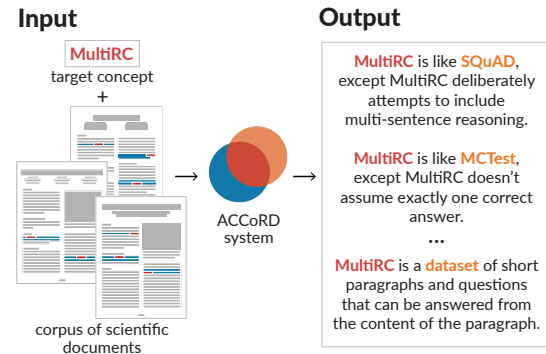 Input
MultiRC
target concept
+
corpus of scientific
documents
ACCoRD
system
Output
MultiRC is like SQuAD,
except MultiRC deliberately
attempts to include
multi-sentence reasoning.
MultiRC is like MCTest,
except MultiRC doesn't
assume exactly one correct
answer.
...
MultiRC is a dataset of short
paragraphs and questions
that can be answered from
the content of the paragraph.